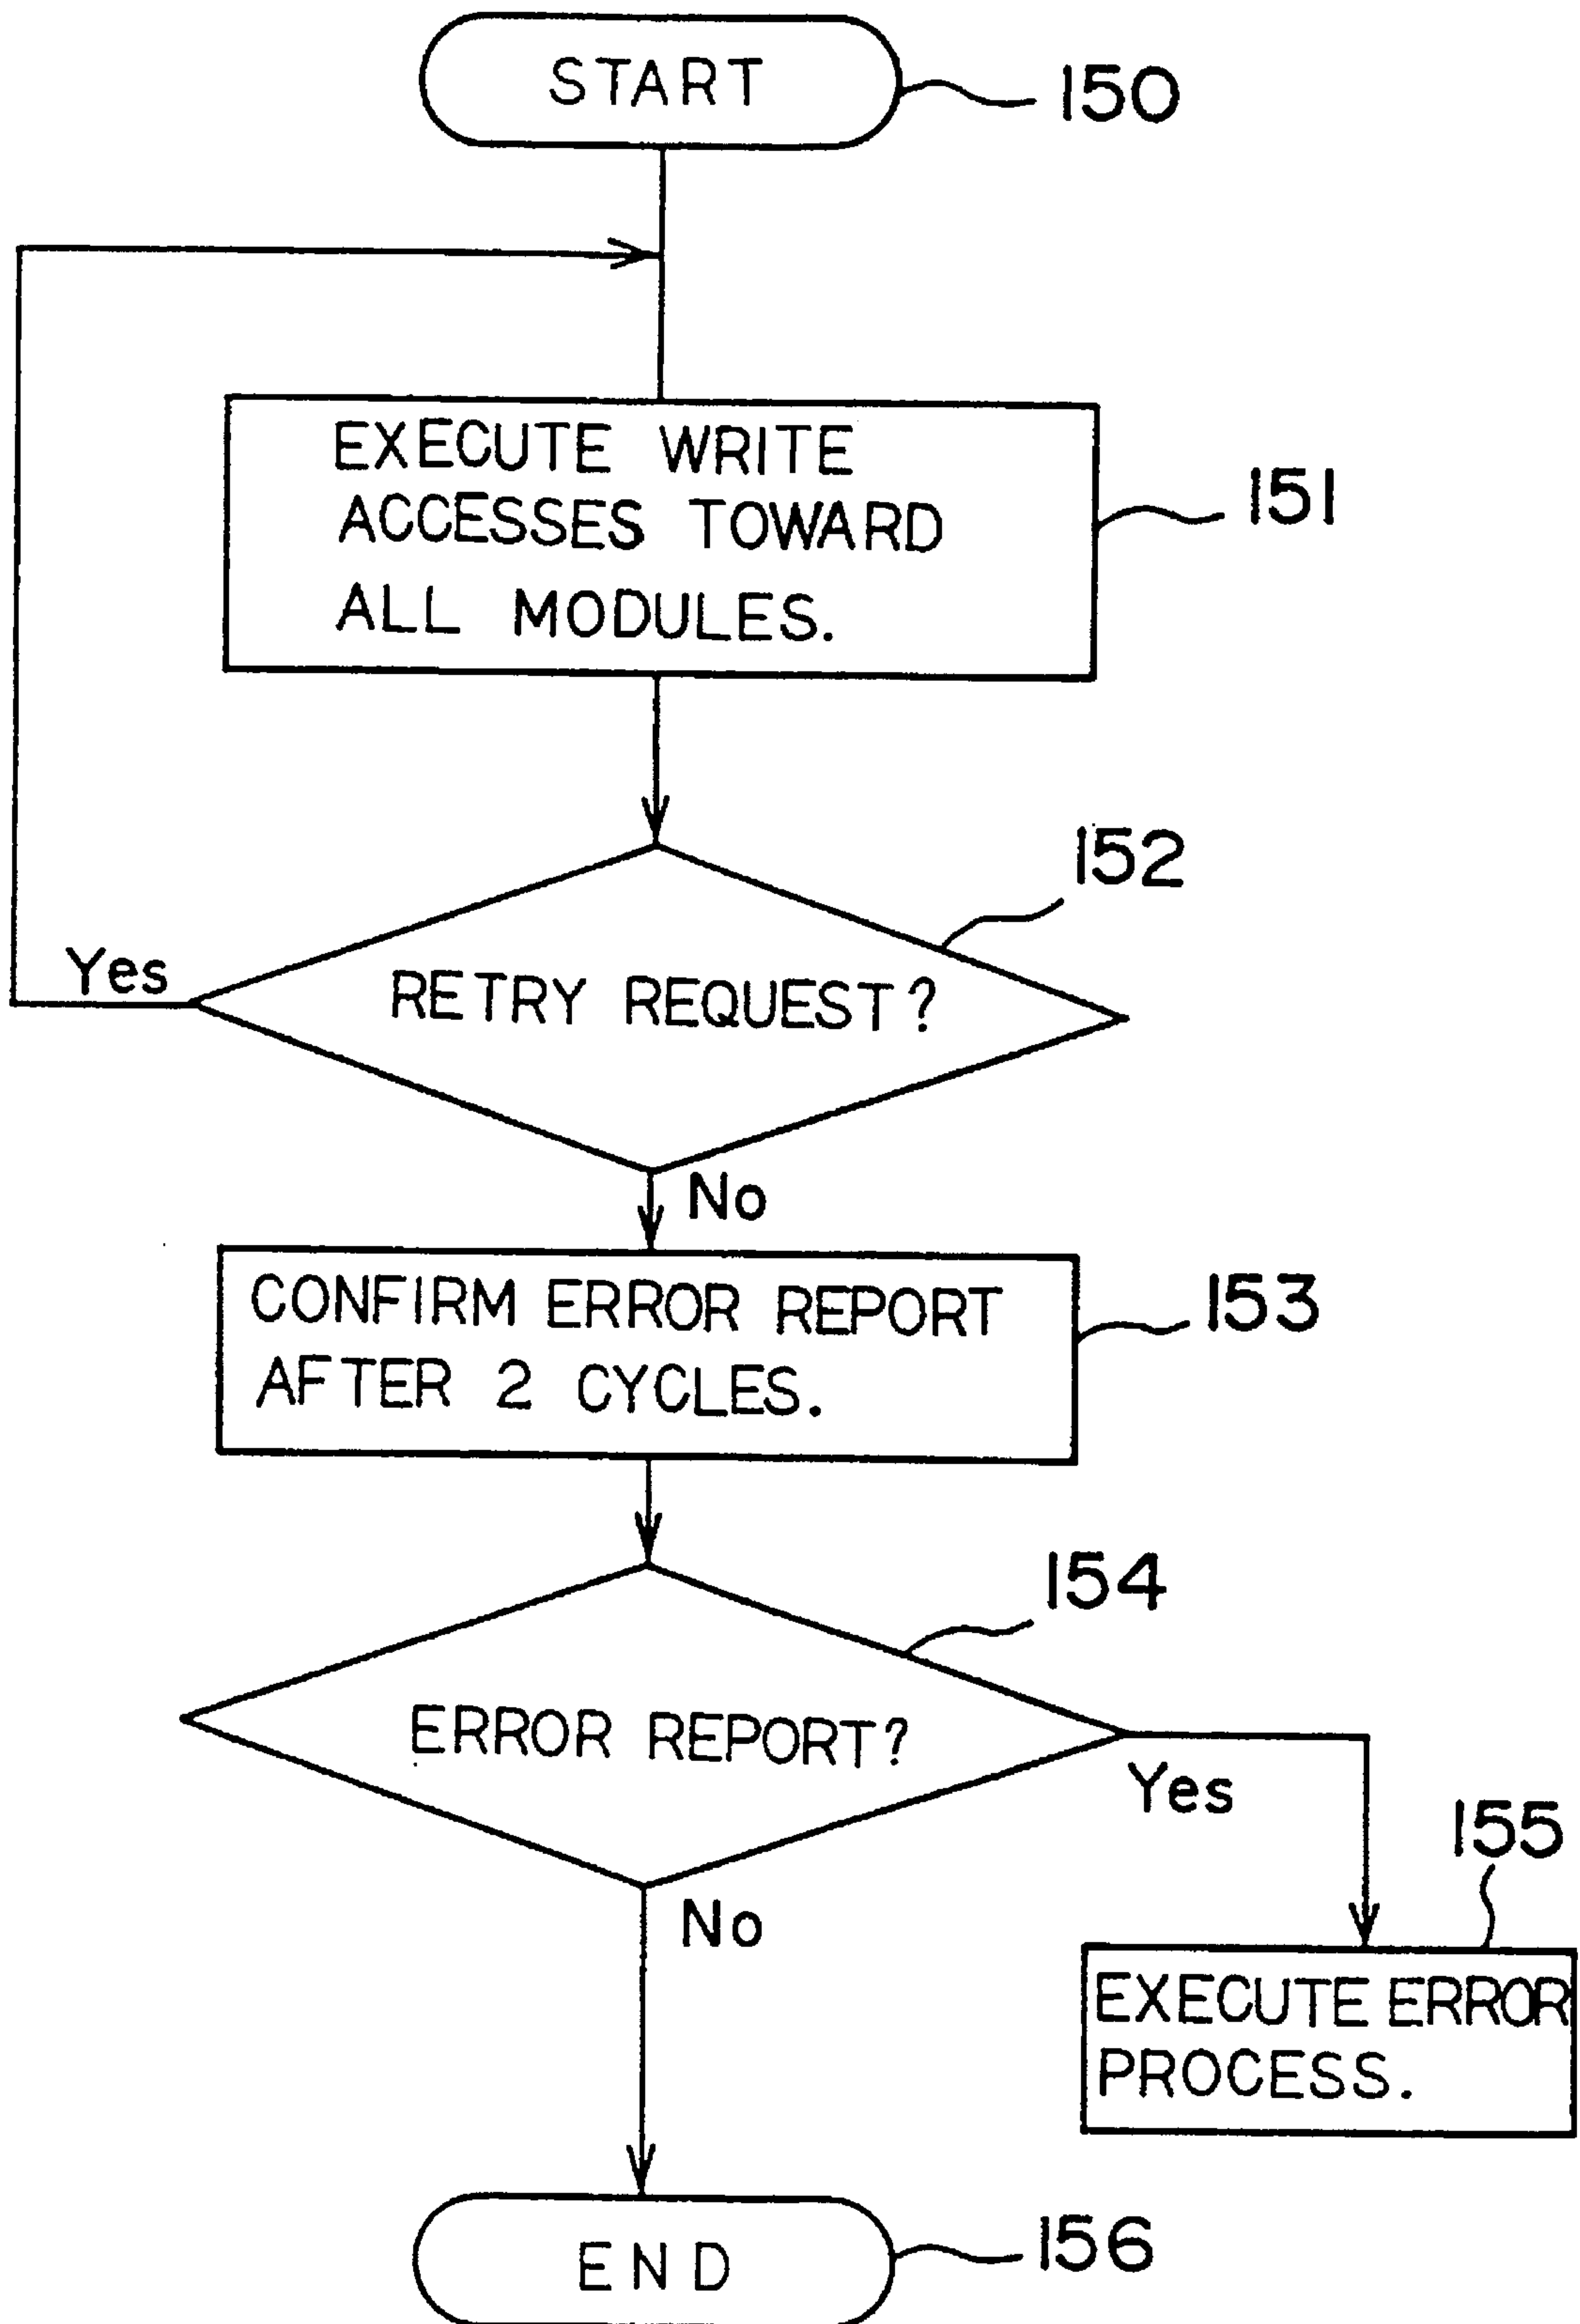 START
150
EXECUTE WRITE
ACCESSES TOWARD
ALL MODULES.
151
152
Yes
RETRY REQUEST?
No
CONFIRM ERROR REPORT
AFTER 2 CYCLES.
153
154
ERROR REPORT?
Yes
155
No
EXECUTE ERROR
PROCESS.
END
156